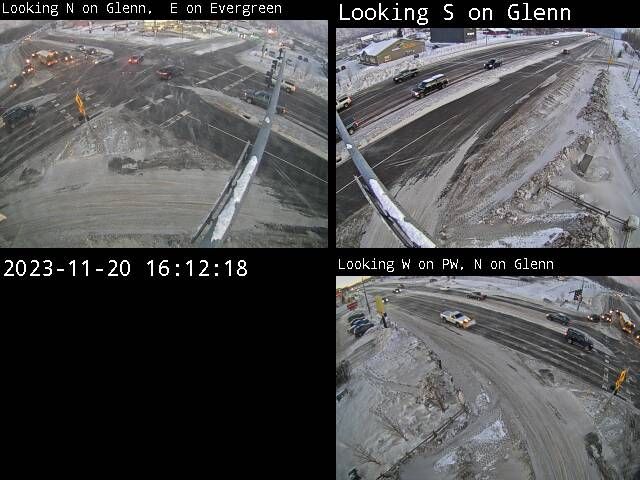 Looking N on Glenn, E on Evergreen
Looking S on Glenn
2023-11-20 16:12:18
Looking W on PW, N on Glenn